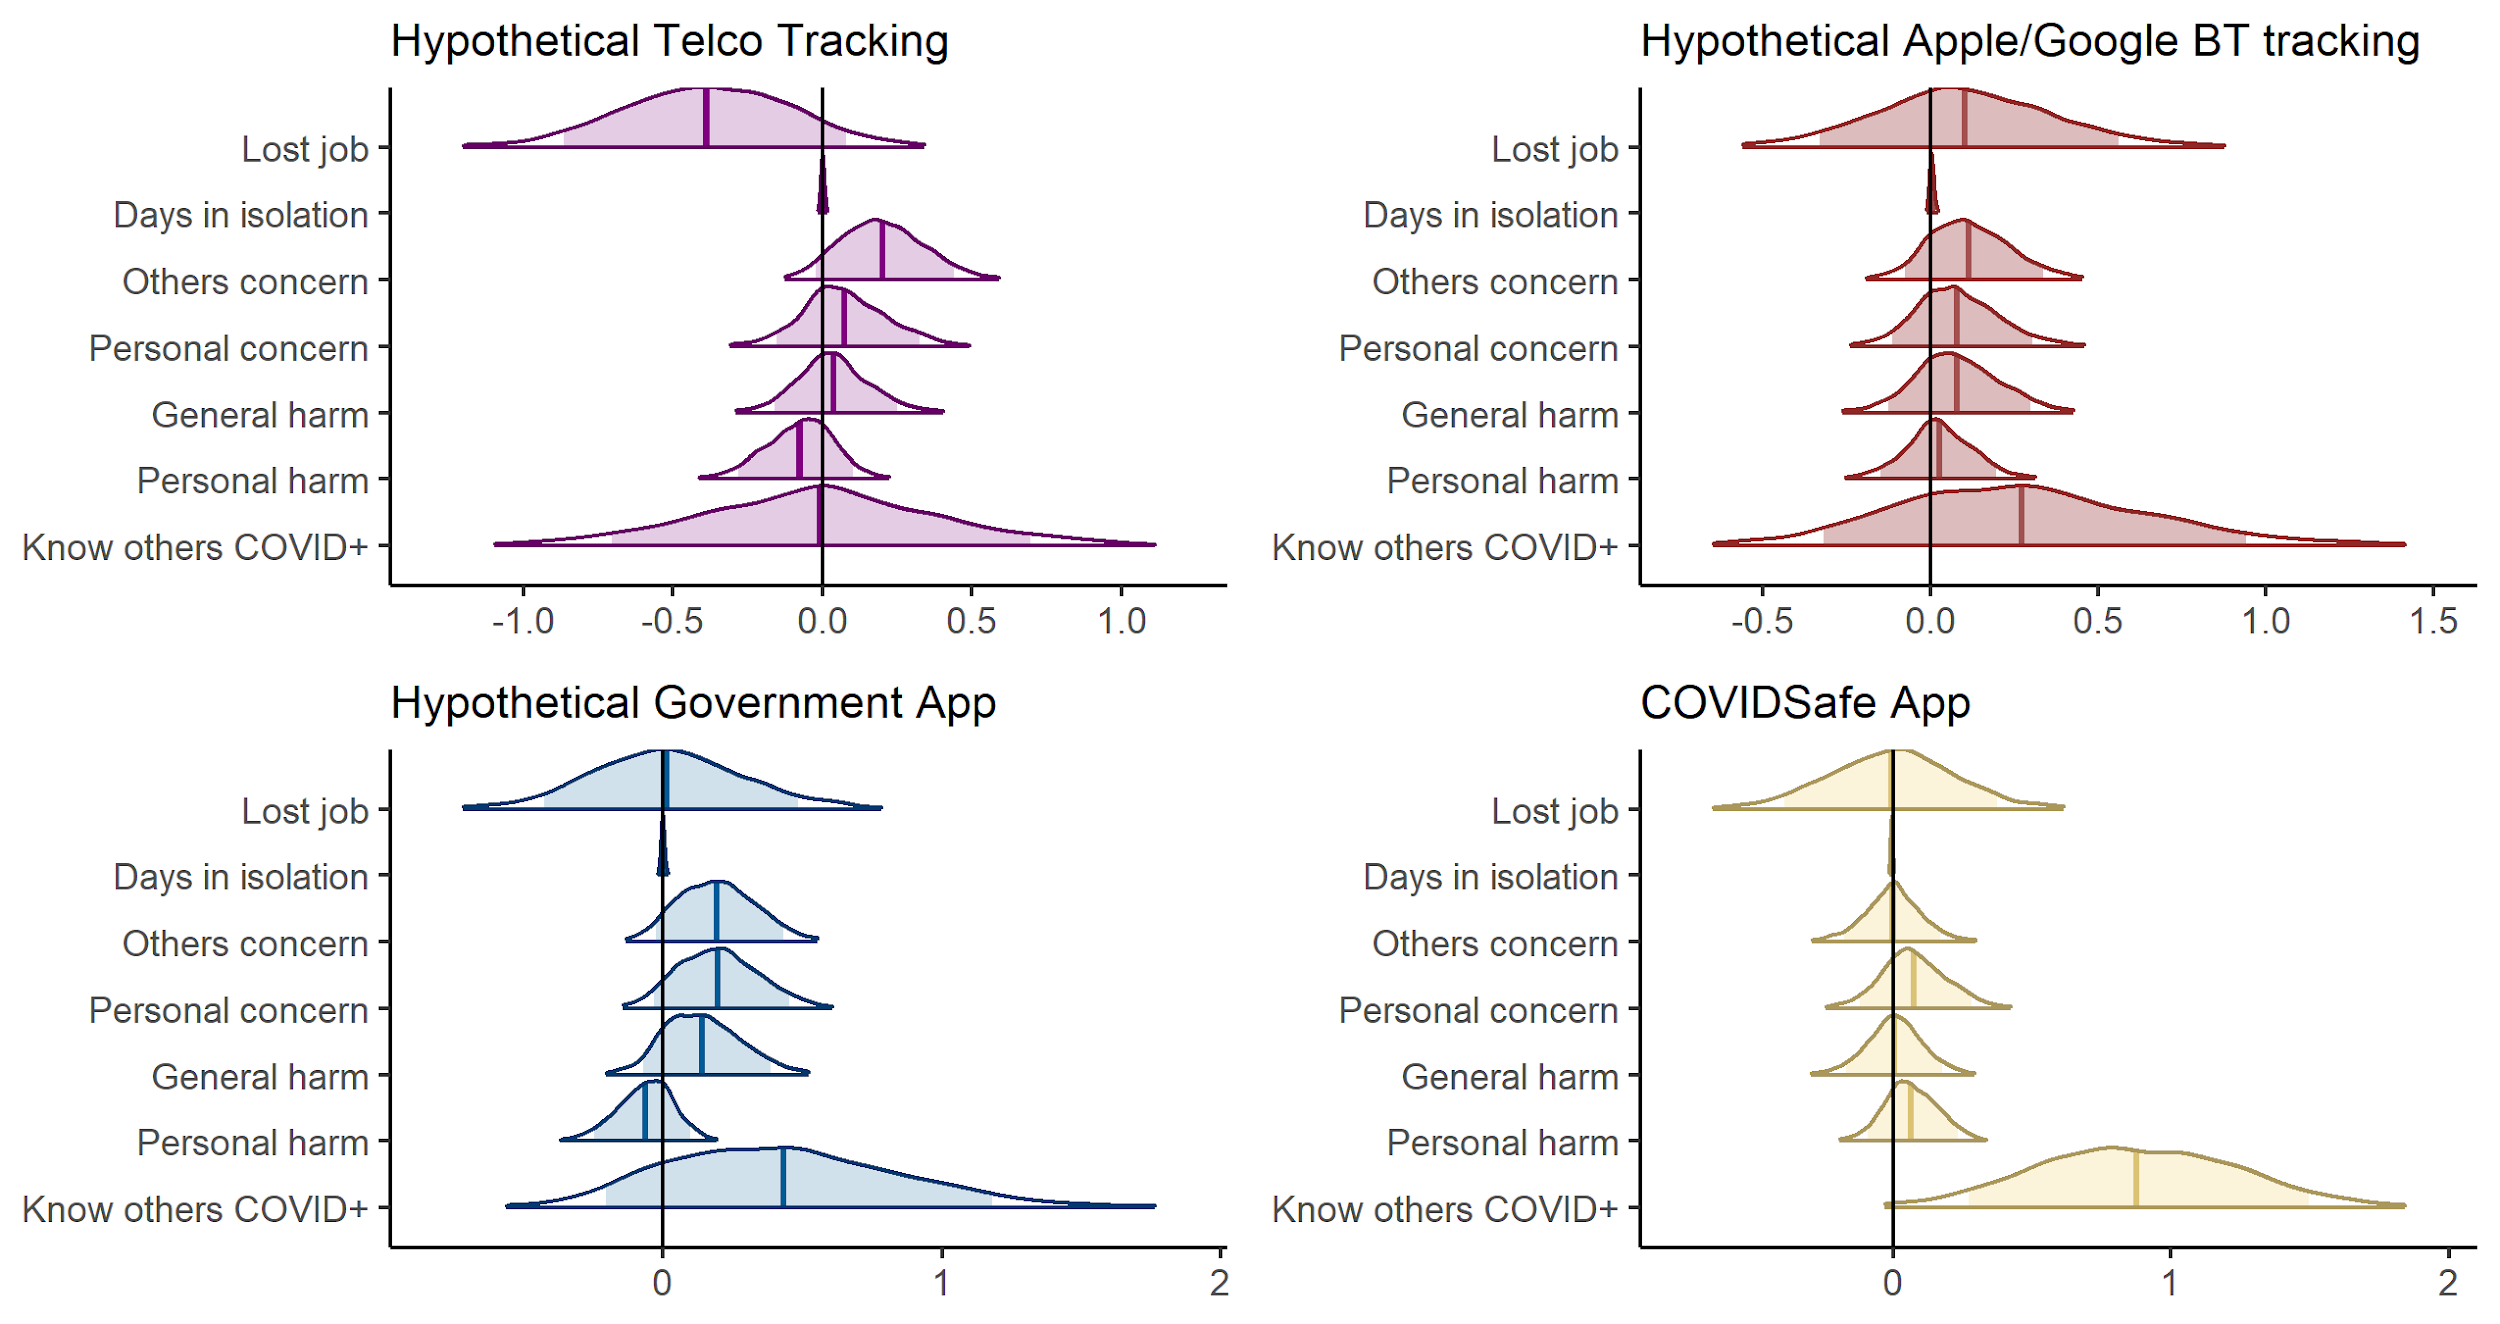 Hypothetical Telco Tracking
Lost job
Days in isolation
Others concern
Personal concern
General harm
Personal harm
Know others COVID+
-1.0 -0.5 0.0 0.5 1.0
Hypothetical Apple/Google BT tracking
Lost job
Days in isolation
Others concern
Personal concern
General harm
Personal harm
Know others COVID+
-0.5 0.0 0.5 1.0 1.5
Hypothetical Government App
Lost job
Days in isolation
Others concern
Personal concern
General harm
Personal harm
Know others COVID+
0 1 2
COVIDSafe App
Lost job
Days in isolation
Others concern
Personal concern
General harm
Personal harm
Know others COVID+
0 1 2